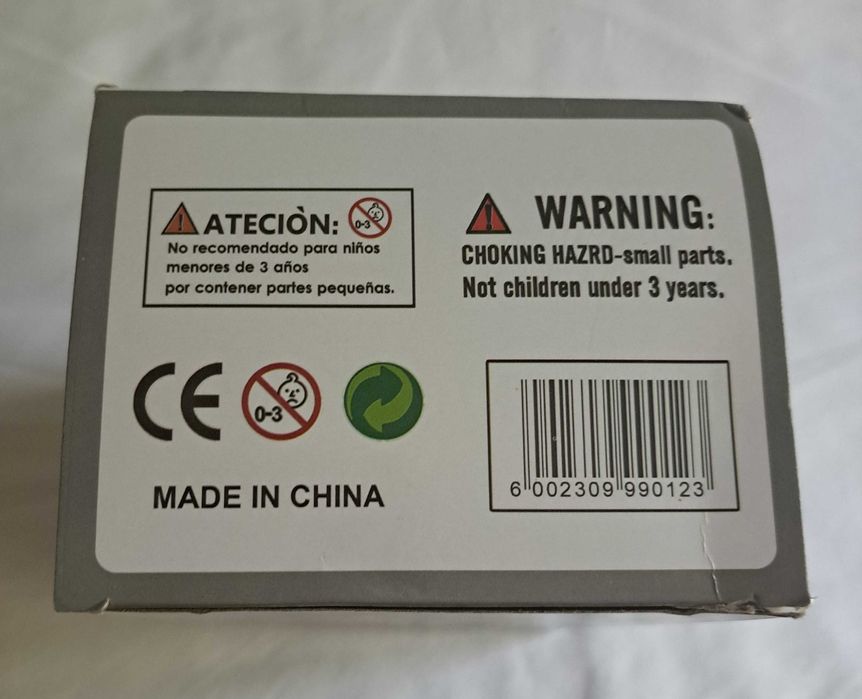 ATECIÒN:
0-3
No recomendado para niños
menores de 3 años
por contener partes pequeñas.
WARNING:
CHOKING HAZRD-small parts.
Not children under 3 years.
CE
0-3
MADE IN CHINA
6 002309 990123